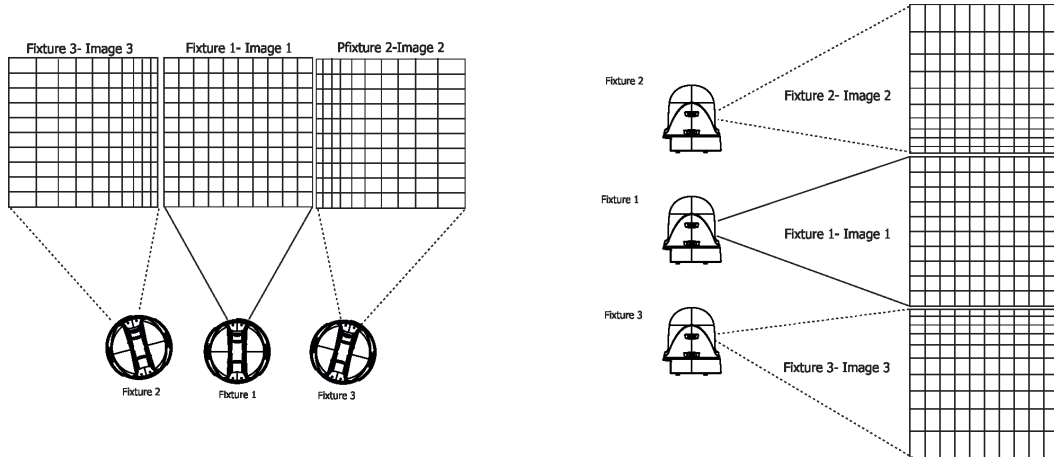 Fixture 3- Image 3
Fixture 1- Image 1
Pfixture 2-Image 2
Fixture 2
Fixture 1
Fixture 3
Fixture 2
Fixture 2- Image 2
Fixture 1
Fixture 1- Image 1
Fixture 3
Fixture 3- Image 3